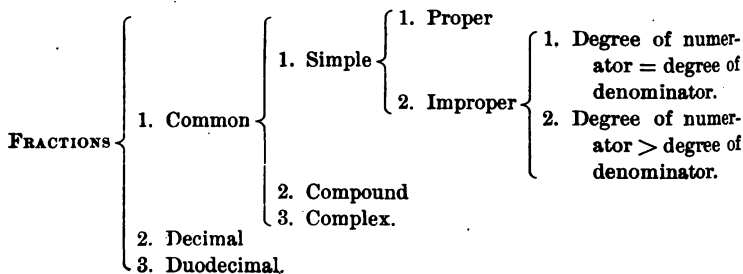 1. Proper
1. Degree of numer-
1. Simple
ator = degree of
2. Improper
denominator.
1. Common
2. Degree of numer-
FRACTIONS
ator > degree of
denominator.
2. Compound
3. Complex.
2. Decimal
3. Duodecimal.